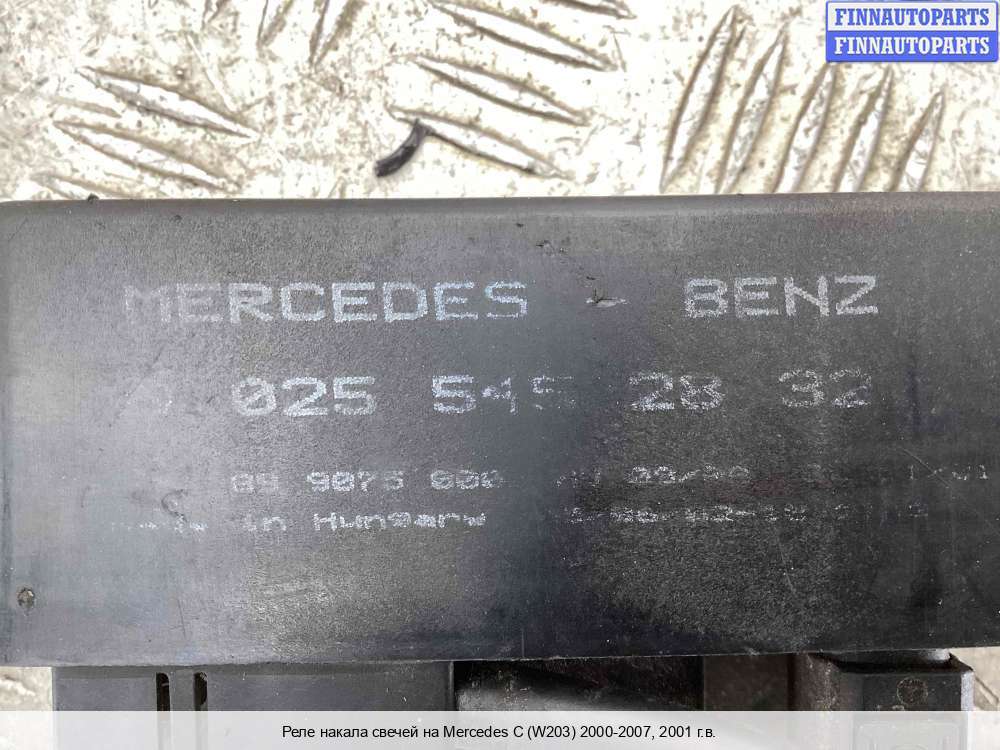 FINNAUTOPARTS
FINNAUTOPARTS
MERCEDES - BENZ
025 545 28 32
9075
in Hungary
Реле накала свечей на Mercedes C (W203) 2000-2007, 2001 г.в.